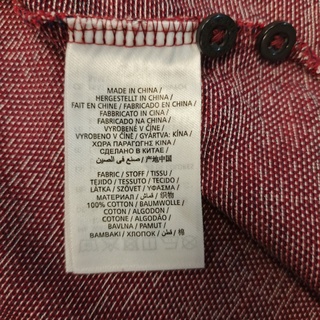 MADE IN CHINA /
HERGESTELLT IN CHINA /
FAIT EN CHINE / FABRICADO EN CHINA /
FABBRICATO IN CINA /
FABRICADO NA CHINA /
VYROBENÉ V ČÍNE /
VYROBENO V ČÍNĚ / GYÁRTVA: KÍNA /
ΧΩΡΑ ΠΑΡΑΓΩΓΗΣ ΚΙΝΑ /
СДЕЛАНО В КИТАЕ /
صنع في الصين / 产地中国
FABRIC / STOFF / TISSU /
TEJIDO / TESSUTO / TECIDO /
LÁTKA / SZÖVET / ΥΦΑΣΜΑ /
МАТЕРИАЛ / قماش / 织物
100% COTTON / BAUMWOLLE /
COTON / ALGODÓN /
COTONE / ALGODÃO /
BAVLNA / PAMUT /
ΒΑΜΒΑΚΙ / ХЛОПОК / قطن / 棉